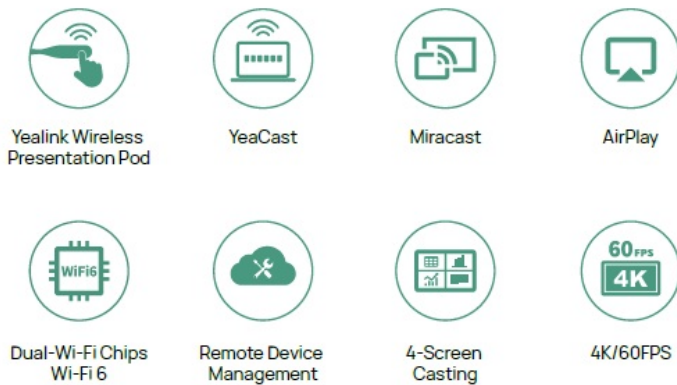 Yealink Wireless
Presentation Pod
YeaCast
Miracast
AirPlay
WiFi6
60FPS
4K
Dual-Wi-Fi Chips
Wi-Fi 6
Remote Device
Management
4-Screen
Casting
4K/60FPS